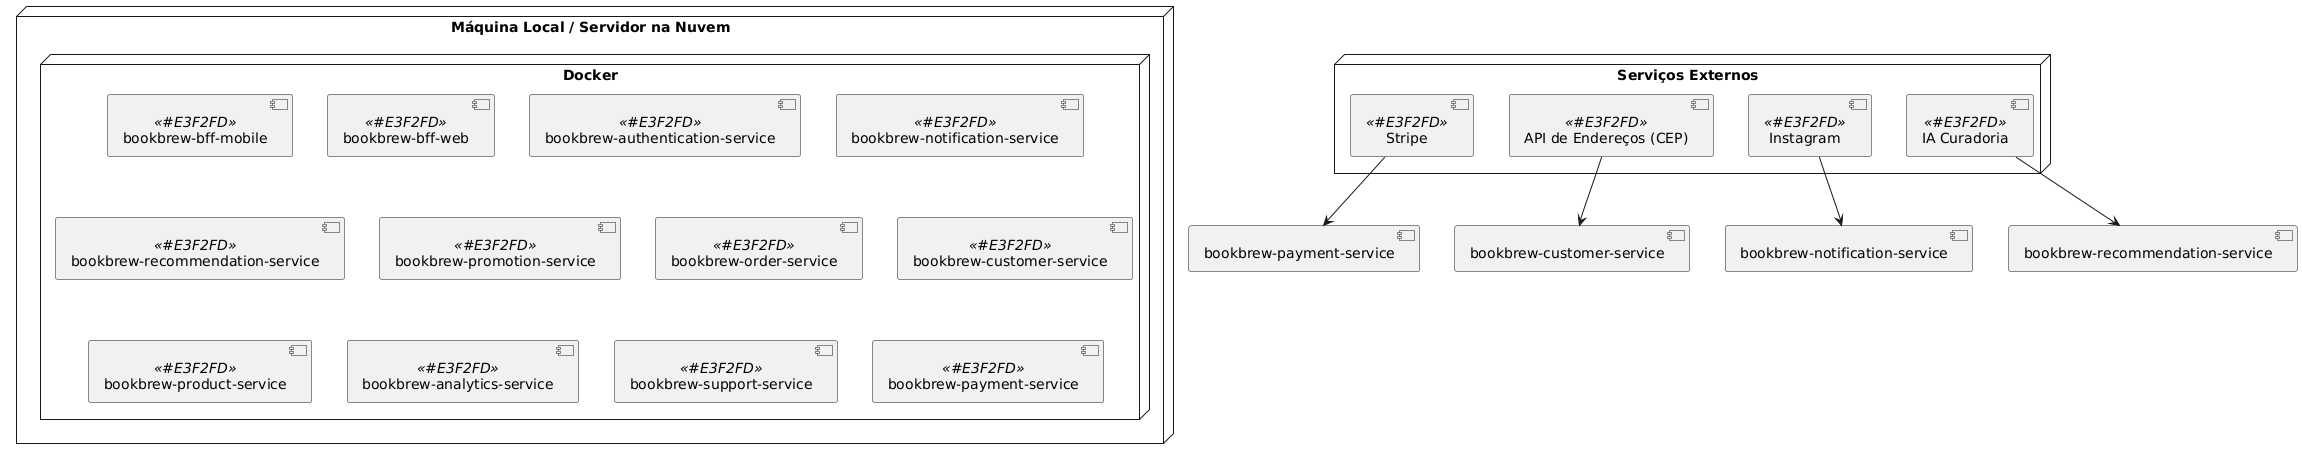 Máquina Local / Servidor na Nuvem
Docker
«#E3F2FD»
bookbrew-bff-mobile
«#E3F2FD»
bookbrew-bff-web
«#E3F2FD»
bookbrew-authentication-service
«#E3F2FD»
bookbrew-notification-service
«#E3F2FD»
bookbrew-recommendation-service
«#E3F2FD»
bookbrew-promotion-service
«#E3F2FD»
bookbrew-order-service
«#E3F2FD»
bookbrew-customer-service
«#E3F2FD»
bookbrew-product-service
«#E3F2FD»
bookbrew-analytics-service
«#E3F2FD»
bookbrew-support-service
«#E3F2FD»
bookbrew-payment-service
Serviços Externos
«#E3F2FD»
Stripe
«#E3F2FD»
API de Endereços (CEP)
«#E3F2FD»
Instagram
«#E3F2FD»
IA Curadoria
bookbrew-payment-service
bookbrew-customer-service
bookbrew-notification-service
bookbrew-recommendation-service